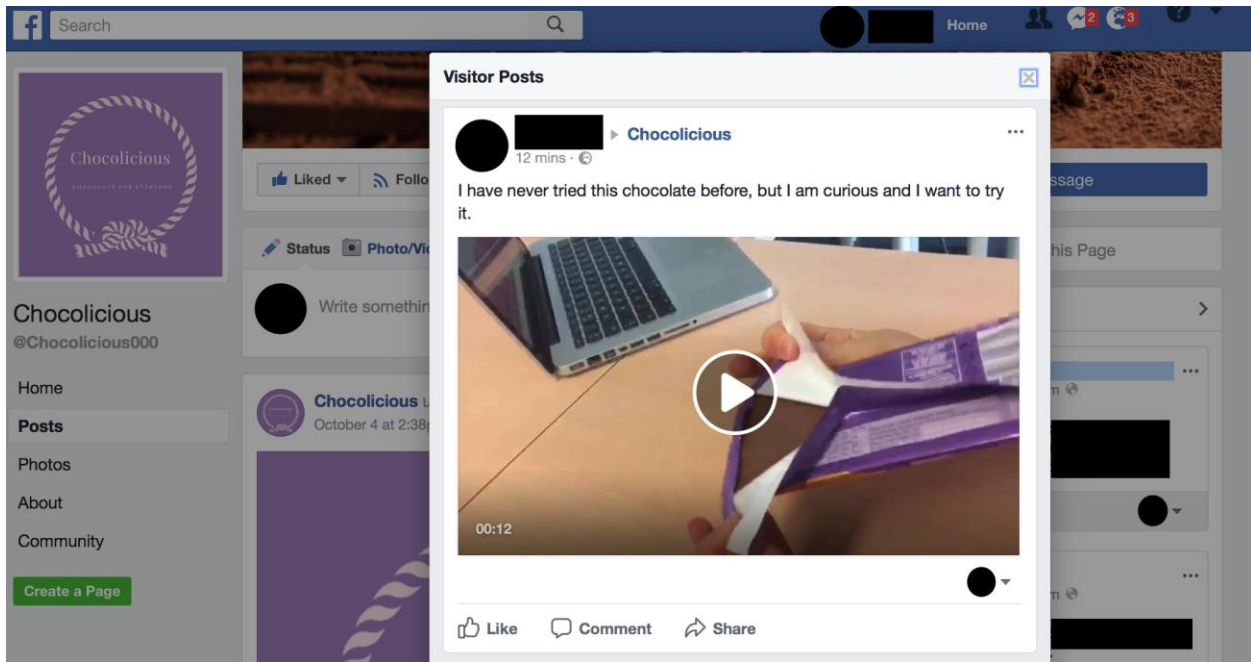 Search
Home
2
3
?
Chocolicious
CHOCOLATE FOR EVERYONE
Chocolicious
@Chocolicious000
Home
Posts
Photos
About
Community
Create a Page
Liked
Follo
ssage
Status
Photo/Vi
Write somethin
Chocolicious u
October 4 at 2:38
his Page
m
m
Visitor Posts
Chocolicious
12 mins ·
I have never tried this chocolate before, but I am curious and I want to try
it.
00:12
Like
Comment
Share